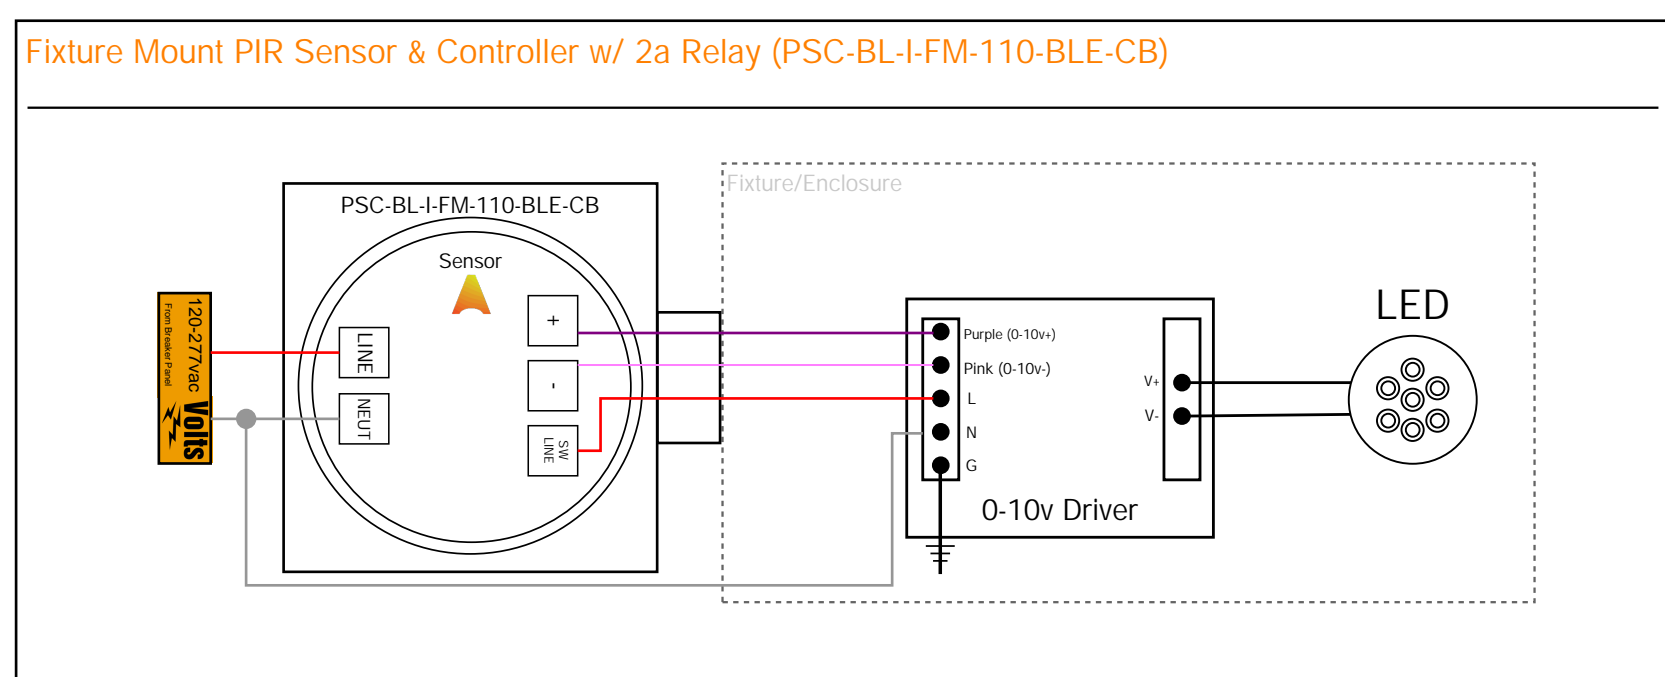 Fixture Mount PIR Sensor & Controller w/ 2a Relay (PSC-BL-I-FM-110-BLE-CB)
Fixture/Enclosure
PSC-BL-I-FM-110-BLE-CB
Sensor
120-277vac Volts
From Breaker Panel
LINE
NEUT
+
-
SW
LINE
Purple (0-10v+)
Pink (0-10v-)
L
N
G
0-10v Driver
V+
V-
LED